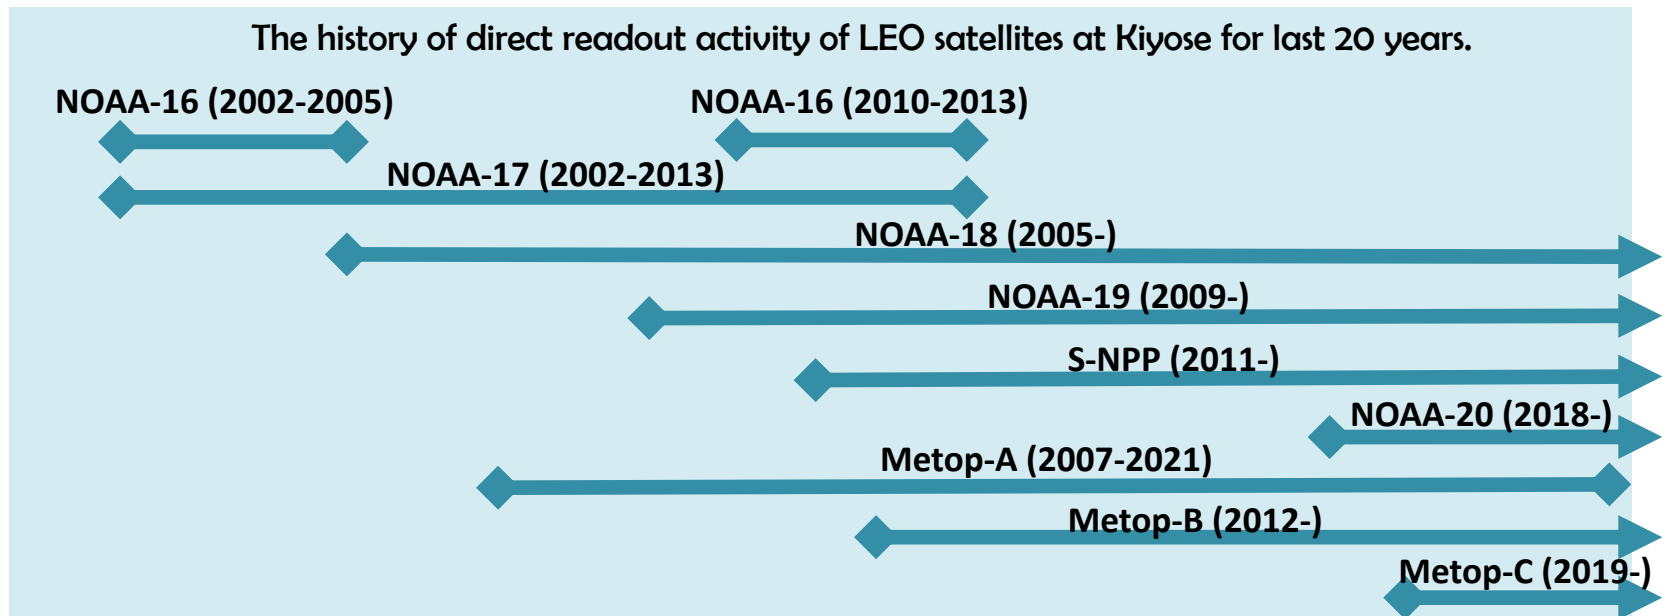 The history of direct readout activity of LEO satellites at Kiyose for last 20 years.
NOAA-16 (2002-2005)
NOAA-16 (2010-2013)
NOAA-17 (2002-2013)
NOAA-18 (2005-)
NOAA-19 (2009-)
S-NPP (2011-)
NOAA-20 (2018-)
Metop-A (2007-2021)
Metop-B (2012-)
Metop-C (2019-)